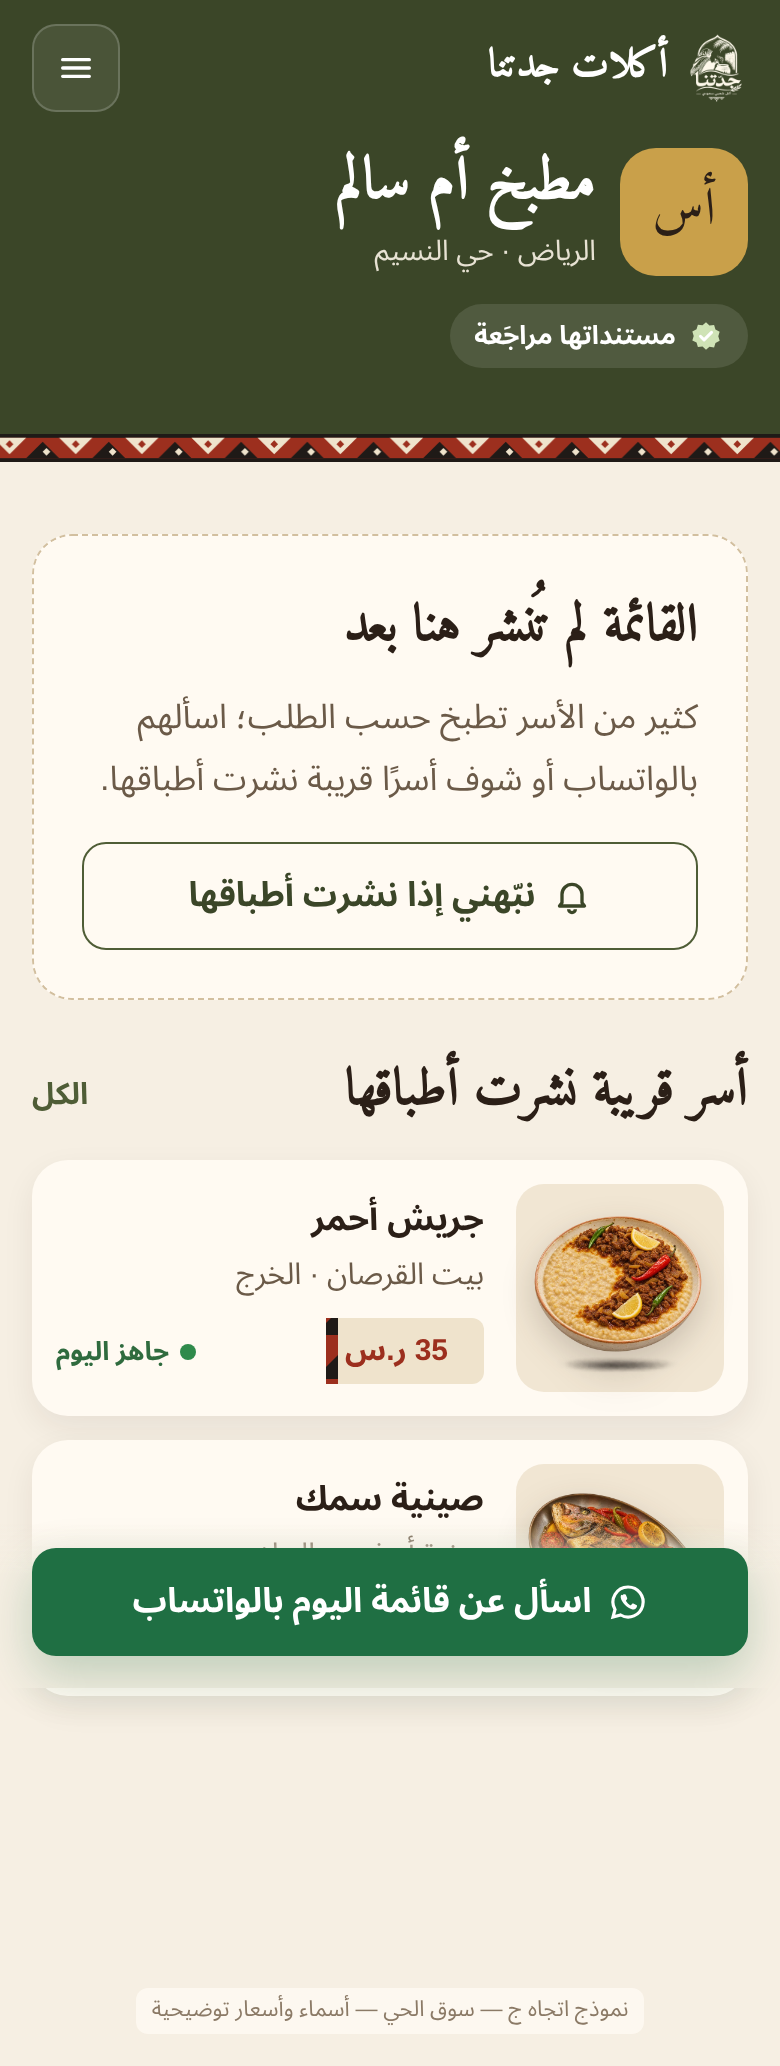 جدتنا
أكلات جدتنا
أس
مطبخ أم سالم
الرياض · حي النسيم
مستنداتها مراجَعة
القائمة لم تُنشر هنا بعد
كثير من الأسر تطبخ حسب الطلب؛ اسألهم
بالواتساب أو شوف أسرًا قريبة نشرت أطباقها.
نبّهني إذا نشرت أطباقها
أسر قريبة نشرت أطباقها
الكل
جريش أحمر
بيت القرصان · الخرج
35 ر.س
جاهز اليوم
صينية سمك
اسأل عن قائمة اليوم بالواتساب
نموذج اتجاه ج — سوق الحي — أسماء وأسعار توضيحية